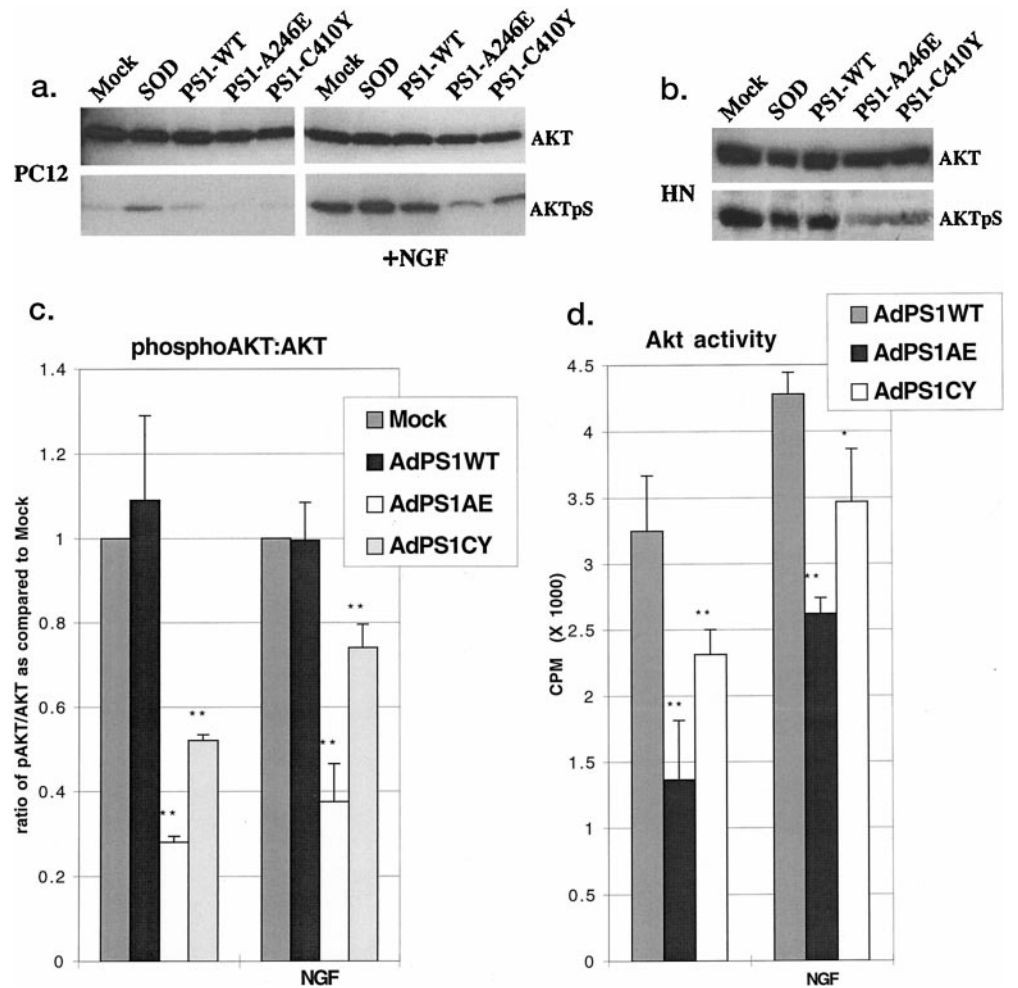 a.
Mock SOD PS1-WT PS1-A246E PS1-C410Y
Mock SOD PS1-WT PS1-A246E PS1-C410Y
AKT
PC12
AKTpS
+NGF
b.
Mock SOD PS1-WT PS1-A246E PS1-C410Y
AKT
HN
AKTpS
c.
phosphoAKT:AKT
ratio of pAKT/AKT as compared to Mock
1.4
1.2
1
0.8
0.6
0.4
0.2
0
**
**
**
**
NGF
Mock
AdPS1WT
AdPS1AE
AdPS1CY
d.
Akt activity
CPM (X 1000)
4.5
4
3.5
3
2.5
2
1.5
1
0.5
0
**
**
**
*
NGF
AdPS1WT
AdPS1AE
AdPS1CY